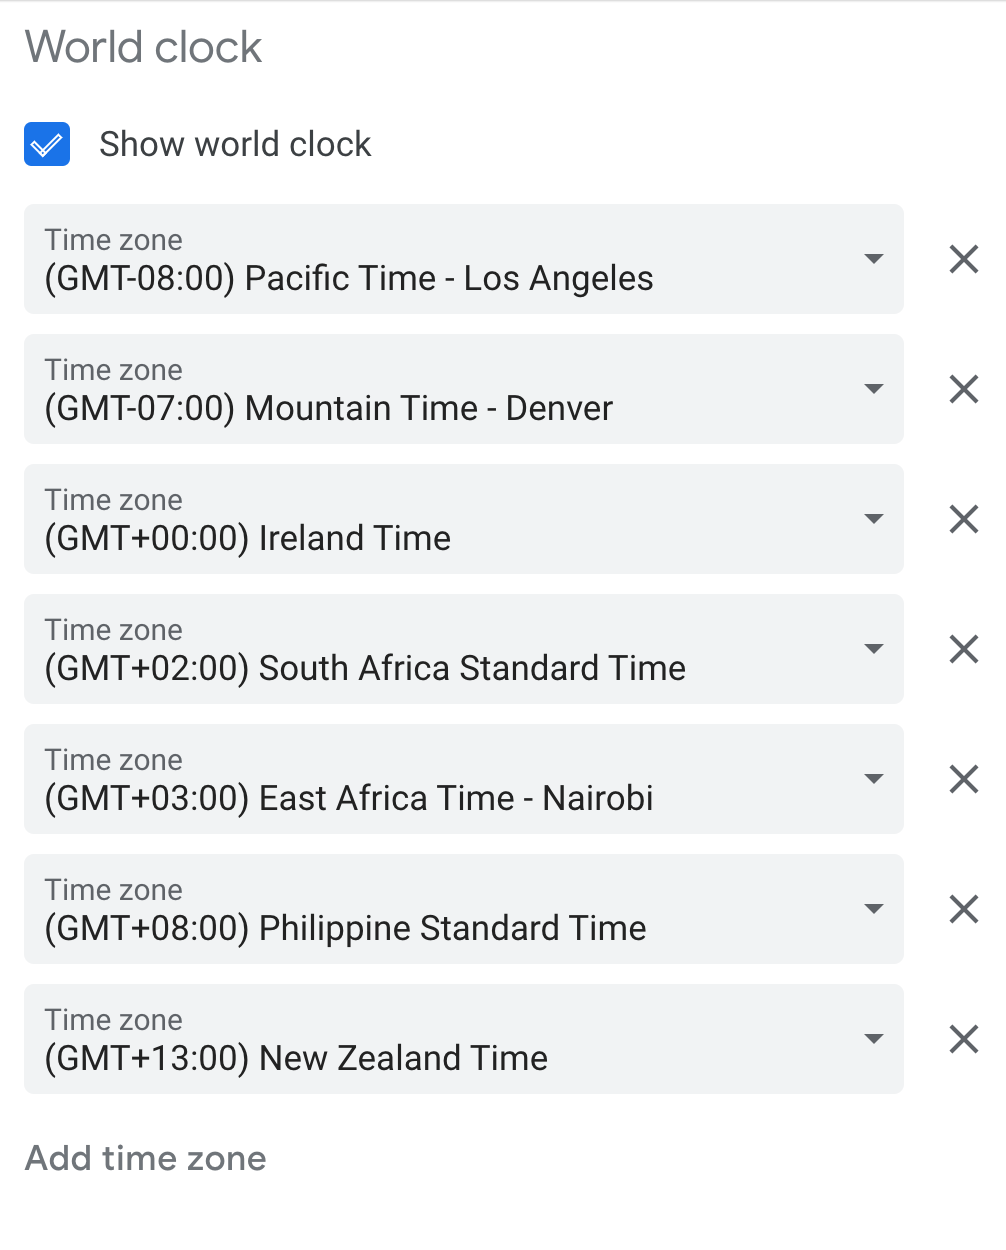 World clock
Show world clock
Time zone
(GMT-08:00) Pacific Time - Los Angeles
Time zone
(GMT-07:00) Mountain Time - Denver
Time zone
(GMT+00:00) Ireland Time
Time zone
(GMT+02:00) South Africa Standard Time
Time zone
(GMT+03:00) East Africa Time - Nairobi
Time zone
(GMT+08:00) Philippine Standard Time
Time zone
(GMT+13:00) New Zealand Time
Add time zone